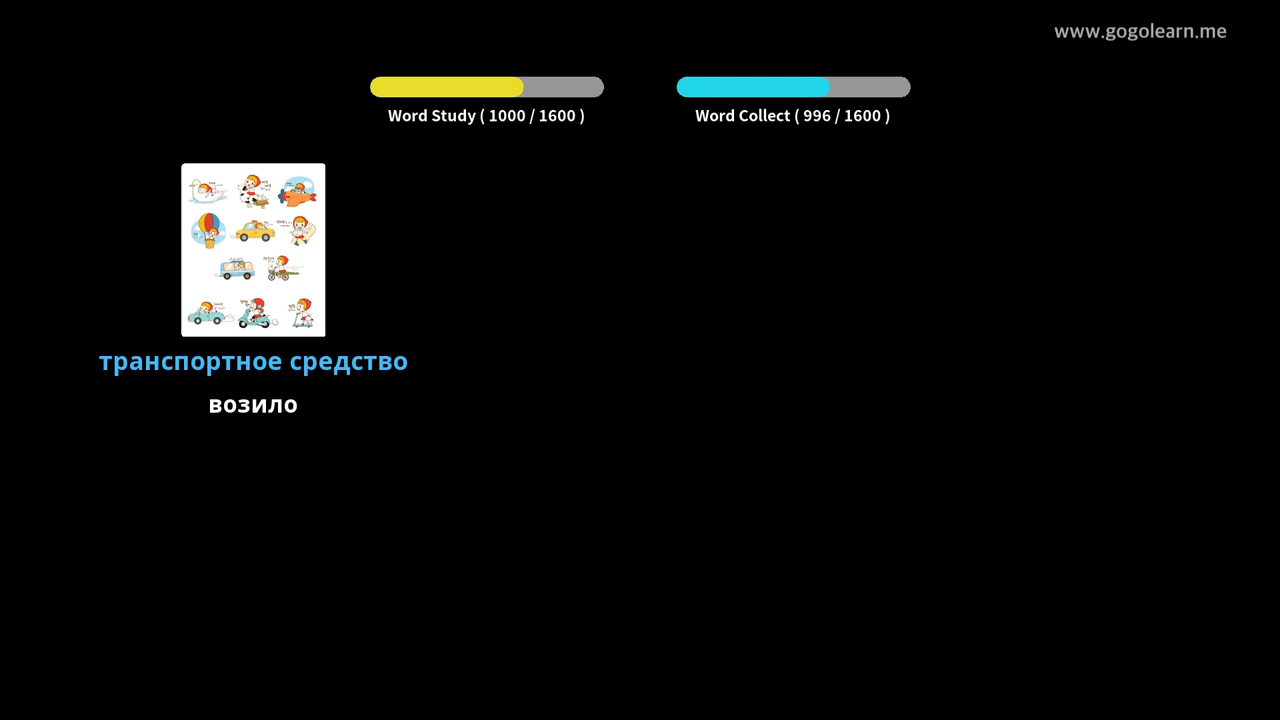 www.gogolearn.me
Word Study ( 1000 / 1600 )
Word Collect ( 996 / 1600 )
транспортное средство
возило